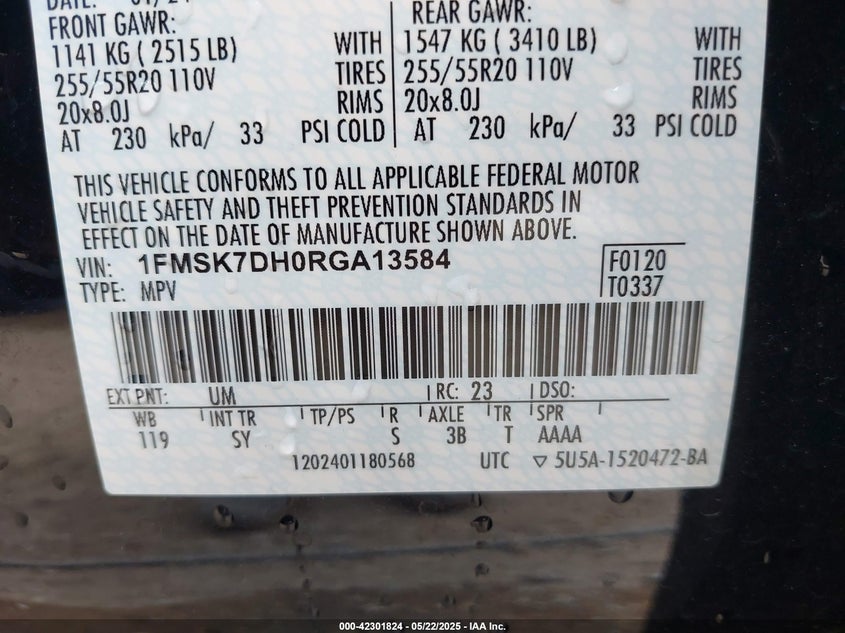 DATE: 01/24
FRONT GAWR: REAR GAWR:
1141 KG ( 2515 LB) WITH 1547 KG ( 3410 LB) WITH
255/55R20 110V TIRES 255/55R20 110V TIRES
20x8.0J RIMS 20x8.0J RIMS
AT 230 kPa/ 33 PSI COLD AT 230 kPa/ 33 PSI COLD
THIS VEHICLE CONFORMS TO ALL APPLICABLE FEDERAL MOTOR
VEHICLE SAFETY AND THEFT PREVENTION STANDARDS IN
EFFECT ON THE DATE OF MANUFACTURE SHOWN ABOVE.
VIN: 1FMSK7DH0RGA13584 F0120
TYPE: MPV T0337
EXT PNT: UM RC: 23 DSO:
WB INT TR TP/PS R AXLE TR SPR
119 SY S 3B T AAAA
1202401180568 UTC ▽ 5U5A-1520472-BA
000-42301824 - 05/22/2025 - IAA Inc.